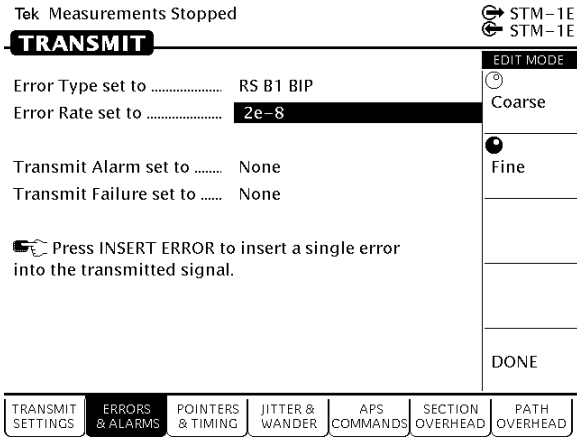 Tek Measurements Stopped
STM-1E
STM-1E
TRANSMIT
EDIT MODE
Error Type set to .................... RS B1 BIP
Coarse
Error Rate set to ..................... 2e-8
Fine
Transmit Alarm set to ....... None
Transmit Failure set to ...... None
Press INSERT ERROR to insert a single error
into the transmitted signal.
DONE
TRANSMIT SETTINGS
ERRORS & ALARMS
POINTERS & TIMING
JITTER & WANDER
APS COMMANDS
SECTION OVERHEAD
PATH OVERHEAD